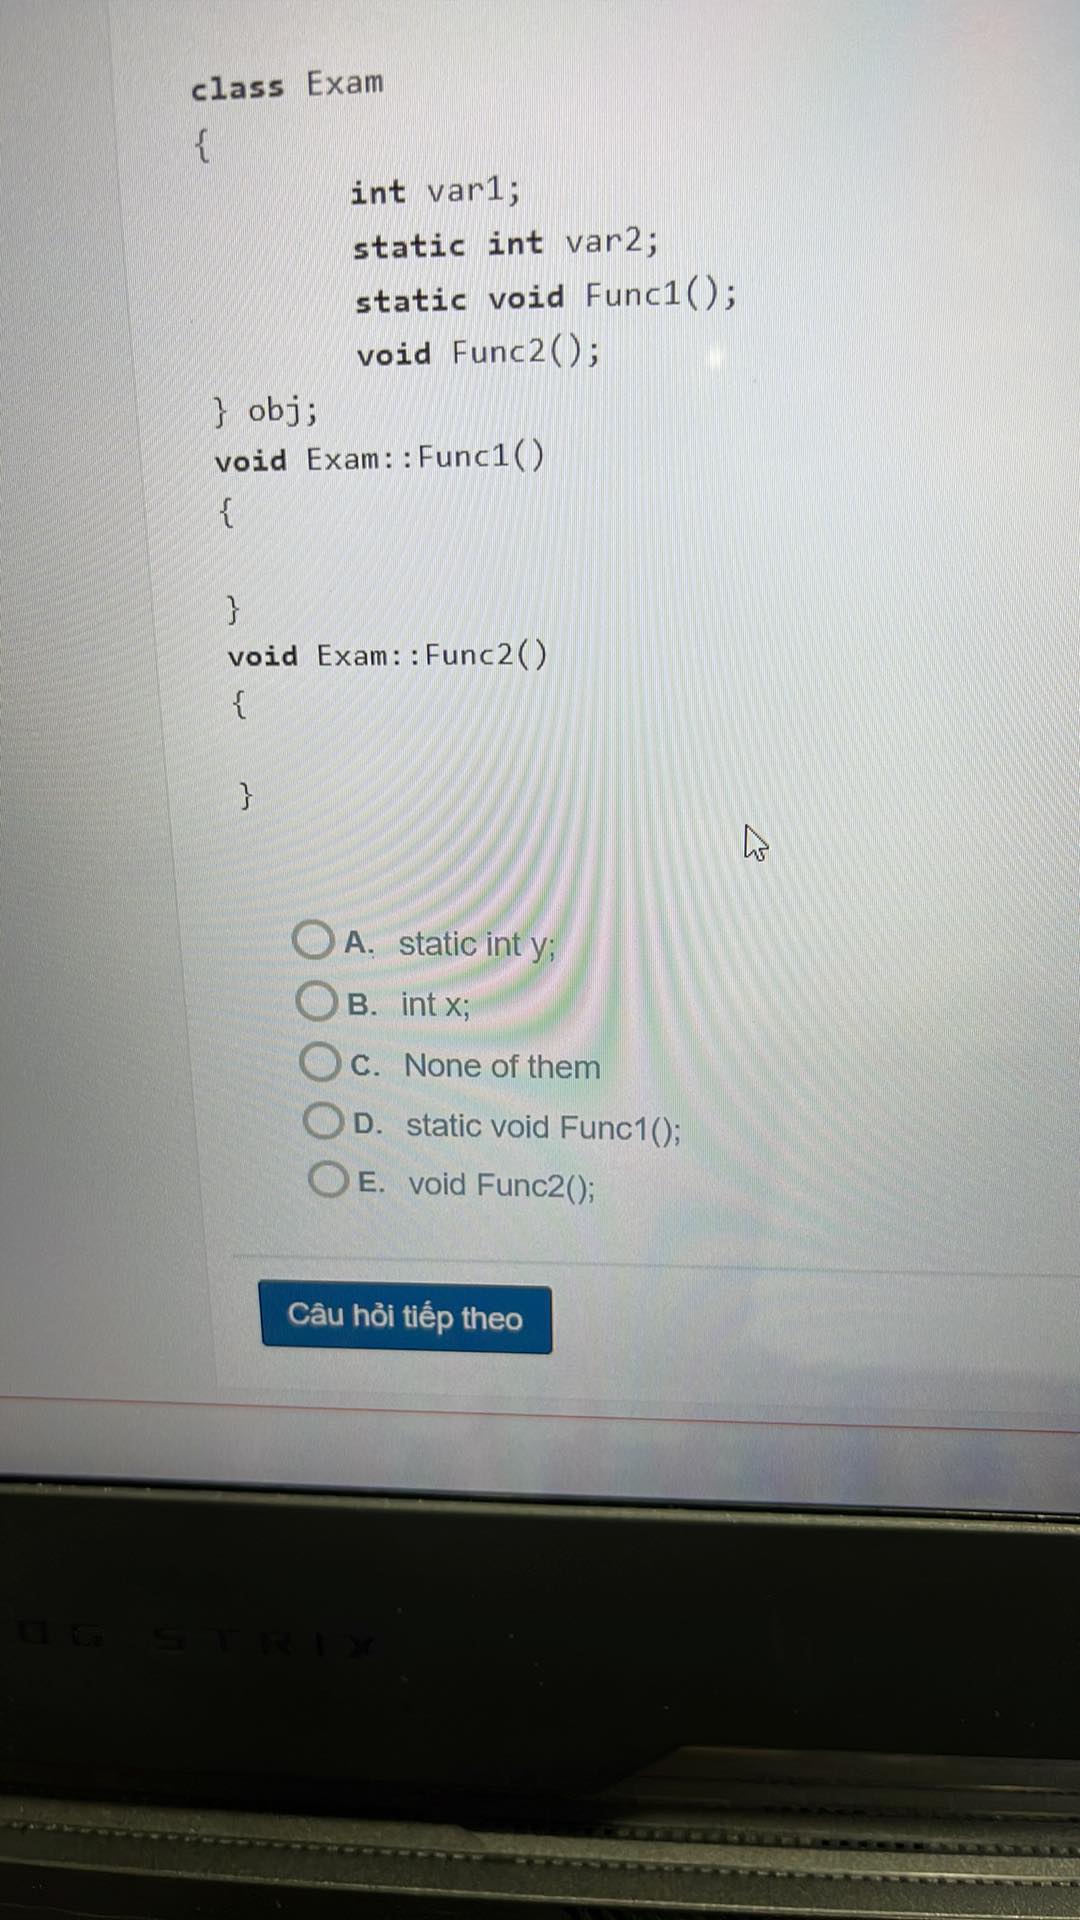 class Exam
{
int var1;
static int var2;
static void Func1();
void Func2();
} obj;
void Exam::Func1()
{
}
void Exam::Func2()
{
}
A. static int y;
B. int x;
C. None of them
D. static void Func1();
E. void Func2();
Câu hỏi tiếp theo
STRIX